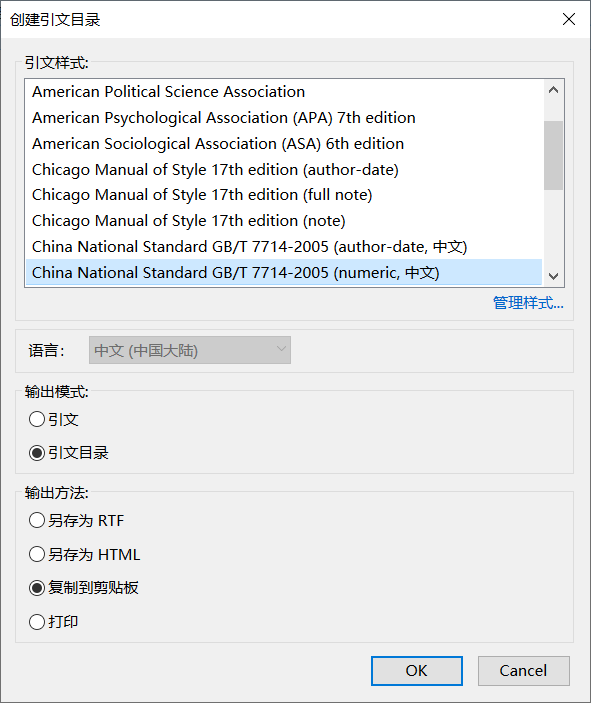 创建引文目录
引文样式:
American Political Science Association
American Psychological Association (APA) 7th edition
American Sociological Association (ASA) 6th edition
Chicago Manual of Style 17th edition (author-date)
Chicago Manual of Style 17th edition (full note)
Chicago Manual of Style 17th edition (note)
China National Standard GB/T 7714-2005 (author-date, 中文)
China National Standard GB/T 7714-2005 (numeric, 中文)
管理样式...
语言: 中文 (中国大陆)
输出模式:
引文
引文目录
输出方法:
另存为 RTF
另存为 HTML
复制到剪贴板
打印
OK Cancel